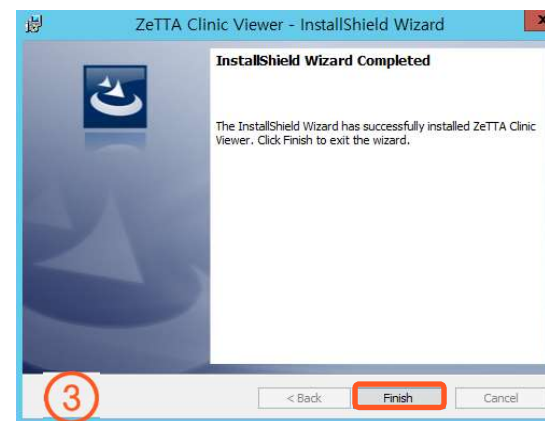 ZeTTA Clinic Viewer - InstallShield Wizard
InstallShield Wizard Completed
The InstallShield Wizard has successfully installed ZeTTA Clinic
Viewer. Click Finish to exit the wizard.
3
< Back
Finish
Cancel